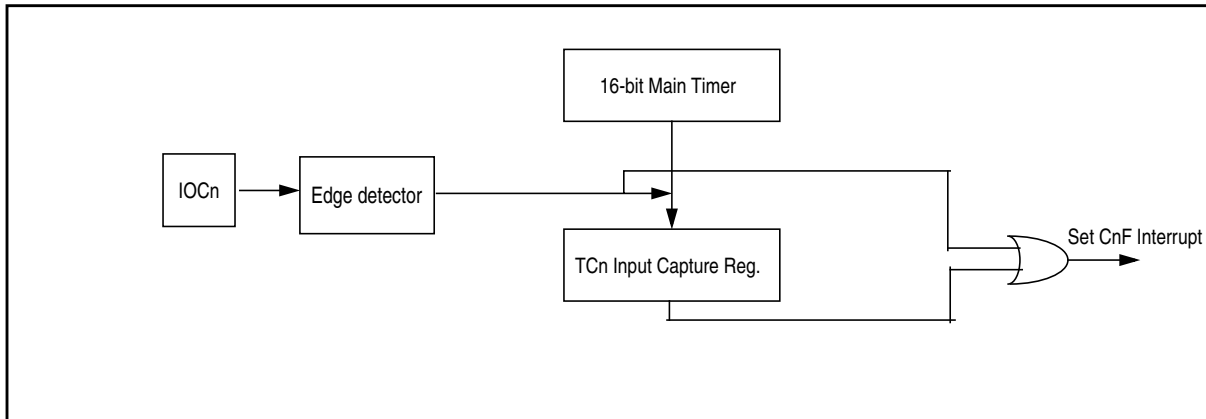 16-bit Main Timer
IOCn
Edge detector
TCn Input Capture Reg.
Set CnF Interrupt